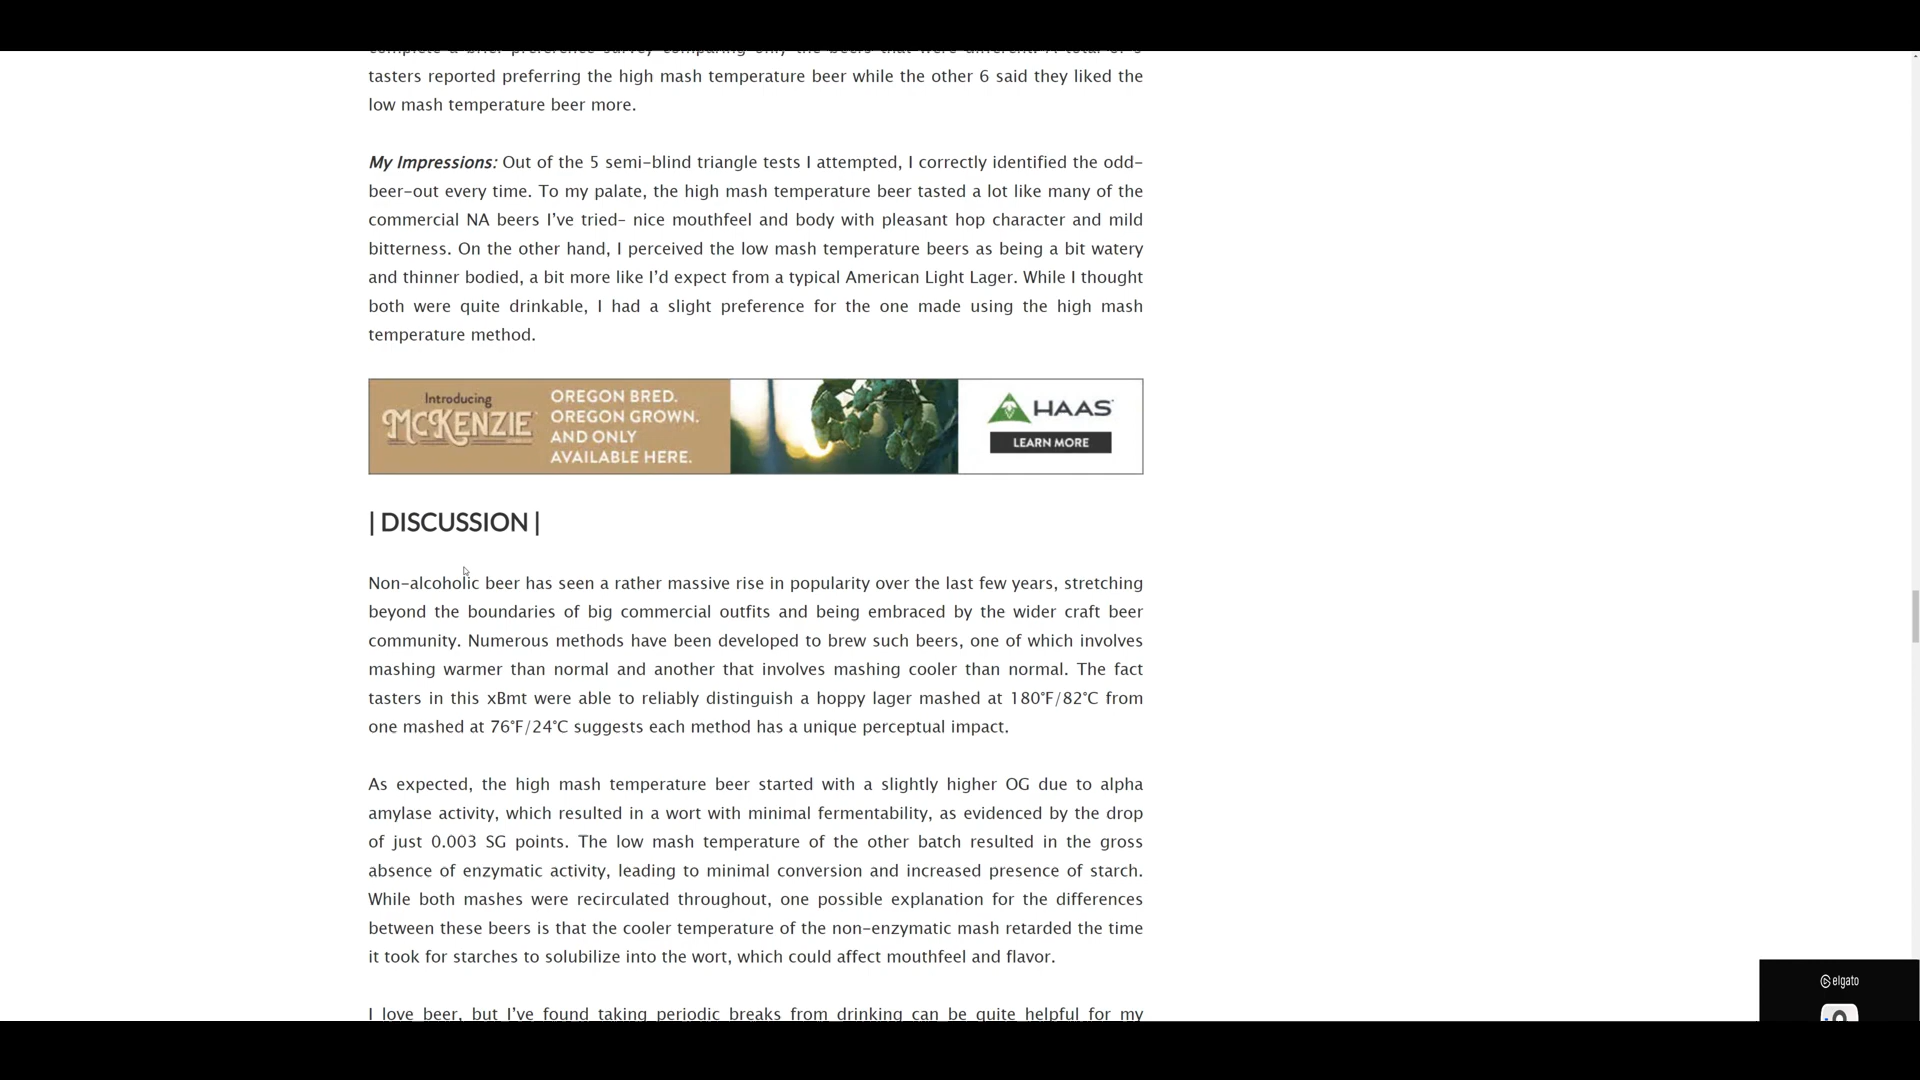 complete a brief preference survey comparing only the beers that were different. A total of
tasters reported preferring the high mash temperature beer while the other 6 said they liked the
low mash temperature beer more.
My Impressions: Out of the 5 semi-blind triangle tests I attempted, I correctly identified the odd-
beer-out every time. To my palate, the high mash temperature beer tasted a lot like many of the
commercial NA beers I’ve tried– nice mouthfeel and body with pleasant hop character and mild
bitterness. On the other hand, I perceived the low mash temperature beers as being a bit watery
and thinner bodied, a bit more like I’d expect from a typical American Light Lager. While I thought
both were quite drinkable, I had a slight preference for the one made using the high mash
temperature method.
Introducing
McKENZIE
OREGON BRED.
OREGON GROWN.
AND ONLY
AVAILABLE HERE.
HAAS
LEARN MORE
| DISCUSSION |
Non-alcoholic beer has seen a rather massive rise in popularity over the last few years, stretching
beyond the boundaries of big commercial outfits and being embraced by the wider craft beer
community. Numerous methods have been developed to brew such beers, one of which involves
mashing warmer than normal and another that involves mashing cooler than normal. The fact
tasters in this xBmt were able to reliably distinguish a hoppy lager mashed at 180°F/82°C from
one mashed at 76°F/24°C suggests each method has a unique perceptual impact.
As expected, the high mash temperature beer started with a slightly higher OG due to alpha
amylase activity, which resulted in a wort with minimal fermentability, as evidenced by the drop
of just 0.003 SG points. The low mash temperature of the other batch resulted in the gross
absence of enzymatic activity, leading to minimal conversion and increased presence of starch.
While both mashes were recirculated throughout, one possible explanation for the differences
between these beers is that the cooler temperature of the non-enzymatic mash retarded the time
it took for starches to solubilize into the wort, which could affect mouthfeel and flavor.
I love beer, but I’ve found taking periodic breaks from drinking can be quite helpful for my
elgato